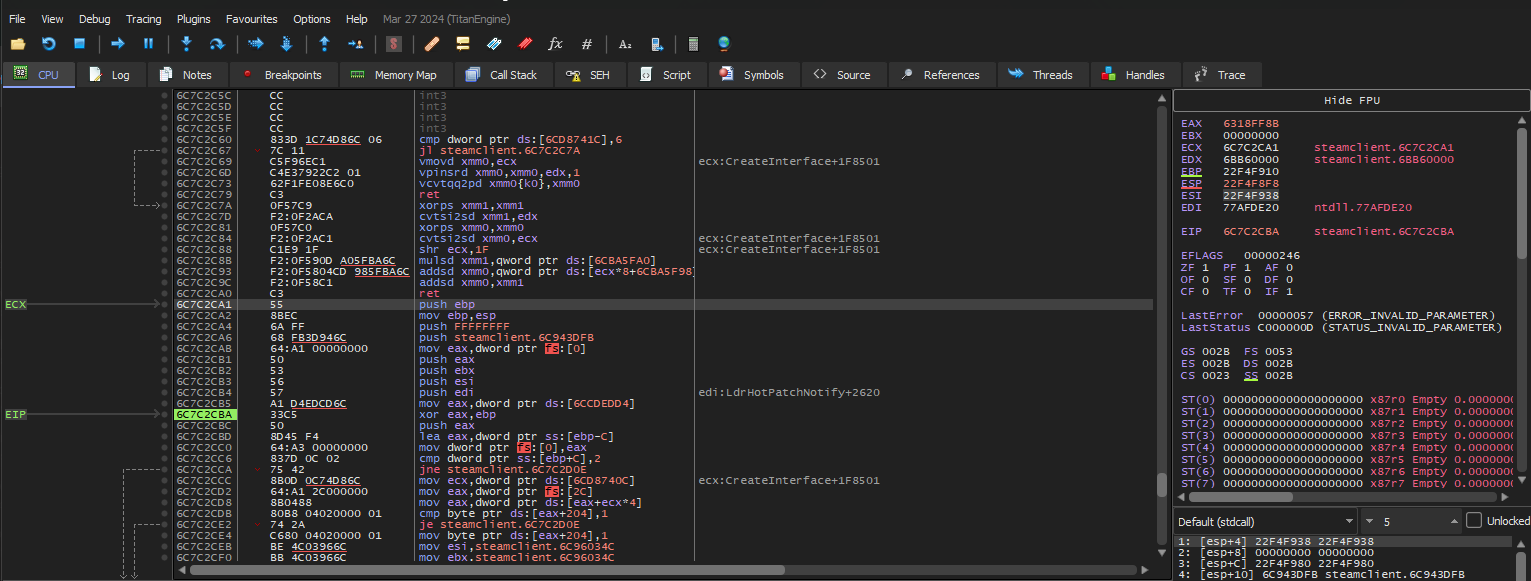 File View Debug Tracing Plugins Favourites Options Help Mar 27 2024 (TitanEngine)
CPU Log Notes Breakpoints Memory Map Call Stack SEH Script Symbols Source References Threads Handles Trace
6C7C2C5C CC int3
6C7C2C5D CC int3
6C7C2C5E CC int3
6C7C2C5F CC int3
6C7C2C60 833D 1C74D86C 06 cmp dword ptr ds:[6CD8741C],6
6C7C2C67 7C 11 jl steamclient.6C7C2C7A
6C7C2C69 C5F96EC1 vmovd xmm0,ecx ecx:CreateInterface+1F8501
6C7C2C6D C4E37922C2 01 vpinsrd xmm0,xmm0,edx,1
6C7C2C73 62F1FE08E6C0 vcvtqq2pd xmm0{k0},xmm0
6C7C2C79 C3 ret
6C7C2C7A 0F57C9 xorps xmm1,xmm1
6C7C2C7D F2:0F2ACA cvtsi2sd xmm1,edx
6C7C2C81 0F57C0 xorps xmm0,xmm0
6C7C2C84 F2:0F2AC1 cvtsi2sd xmm0,ecx ecx:CreateInterface+1F8501
6C7C2C88 C1E9 1F shr ecx,1F ecx:CreateInterface+1F8501
6C7C2C8B F2:0F590D A05FBA6C mulsd xmm1,qword ptr ds:[6CBA5FA0]
6C7C2C93 F2:0F5804CD 985FBA6C addsd xmm0,qword ptr ds:[ecx*8+6CBA5F98]
6C7C2C9C F2:0F58C1 addsd xmm0,xmm1
6C7C2CA0 C3 ret
ECX 6C7C2CA1 55 push ebp
6C7C2CA2 8BEC mov ebp,esp
6C7C2CA4 6A FF push FFFFFFFF
6C7C2CA6 68 FB3D946C push steamclient.6C943DFB
6C7C2CAB 64:A1 00000000 mov eax,dword ptr fs:[0]
6C7C2CB1 50 push eax
6C7C2CB2 53 push ebx
6C7C2CB3 56 push esi
6C7C2CB4 57 push edi edi:LdrHotPatchNotify+2620
6C7C2CB5 A1 D4EDCD6C mov eax,dword ptr ds:[6CCDEDD4]
EIP 6C7C2CBA 33C5 xor eax,ebp
6C7C2CBC 50 push eax
6C7C2CBD 8D45 F4 lea eax,dword ptr ss:[ebp-C]
6C7C2CC0 64:A3 00000000 mov dword ptr fs:[0],eax
6C7C2CC6 837D 0C 02 cmp dword ptr ss:[ebp+C],2
6C7C2CCA 75 42 jne steamclient.6C7C2D0E
6C7C2CCC 8B0D 0C74D86C mov ecx,dword ptr ds:[6CD8740C] ecx:CreateInterface+1F8501
6C7C2CD2 64:A1 2C000000 mov eax,dword ptr fs:[2C]
6C7C2CD8 8B0488 mov eax,dword ptr ds:[eax+ecx*4]
6C7C2CDB 80B8 04020000 01 cmp byte ptr ds:[eax+204],1
6C7C2CE2 74 2A je steamclient.6C7C2D0E
6C7C2CE4 C680 04020000 01 mov byte ptr ds:[eax+204],1
6C7C2CEB BE 4C03966C mov esi,steamclient.6C96034C
6C7C2CF0 BB 4C03966C mov ebx,steamclient.6C96034C
Hide FPU
EAX 6318FF8B
EBX 00000000
ECX 6C7C2CA1 steamclient.6C7C2CA1
EDX 6BB60000 steamclient.6BB60000
EBP 22F4F910
ESP 22F4F8F8
ESI 22F4F938
EDI 77AFDE20 ntdll.77AFDE20
EIP 6C7C2CBA steamclient.6C7C2CBA
EFLAGS 00000246
ZF 1 PF 1 AF 0
OF 0 SF 0 DF 0
CF 0 TF 0 IF 1
LastError 00000057 (ERROR_INVALID_PARAMETER)
LastStatus C000000D (STATUS_INVALID_PARAMETER)
GS 002B FS 0053
ES 002B DS 002B
CS 0023 SS 002B
ST(0) 00000000000000000000 x87r0 Empty 0.0000000
ST(1) 00000000000000000000 x87r1 Empty 0.0000000
ST(2) 00000000000000000000 x87r2 Empty 0.0000000
ST(3) 00000000000000000000 x87r3 Empty 0.0000000
ST(4) 00000000000000000000 x87r4 Empty 0.0000000
ST(5) 00000000000000000000 x87r5 Empty 0.0000000
ST(6) 00000000000000000000 x87r6 Empty 0.0000000
ST(7) 00000000000000000000 x87r7 Empty 0.0000000
Default (stdcall) 5 Unlocked
1: [esp+4] 22F4F938 22F4F938
2: [esp+8] 00000000 00000000
3: [esp+C] 22F4F980 22F4F980
4: [esp+10] 6C943DFB steamclient.6C943DFB